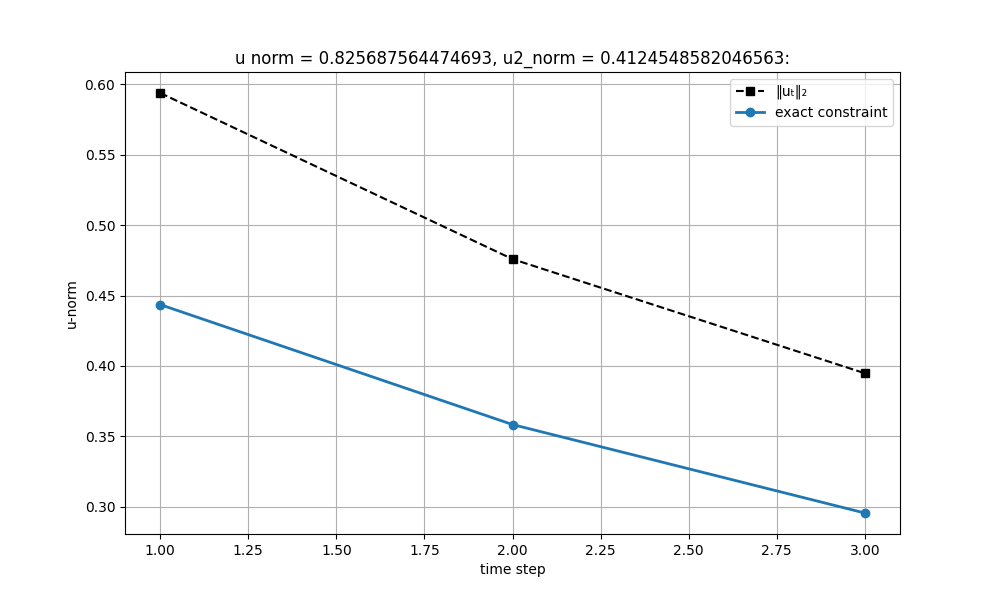 u norm = 0.825687564474693, u2_norm = 0.4124548582046563:
‖uₜ‖₂
exact constraint
0.60
0.55
0.50
0.45
0.40
0.35
0.30
u-norm
1.00 1.25 1.50 1.75 2.00 2.25 2.50 2.75 3.00
time step